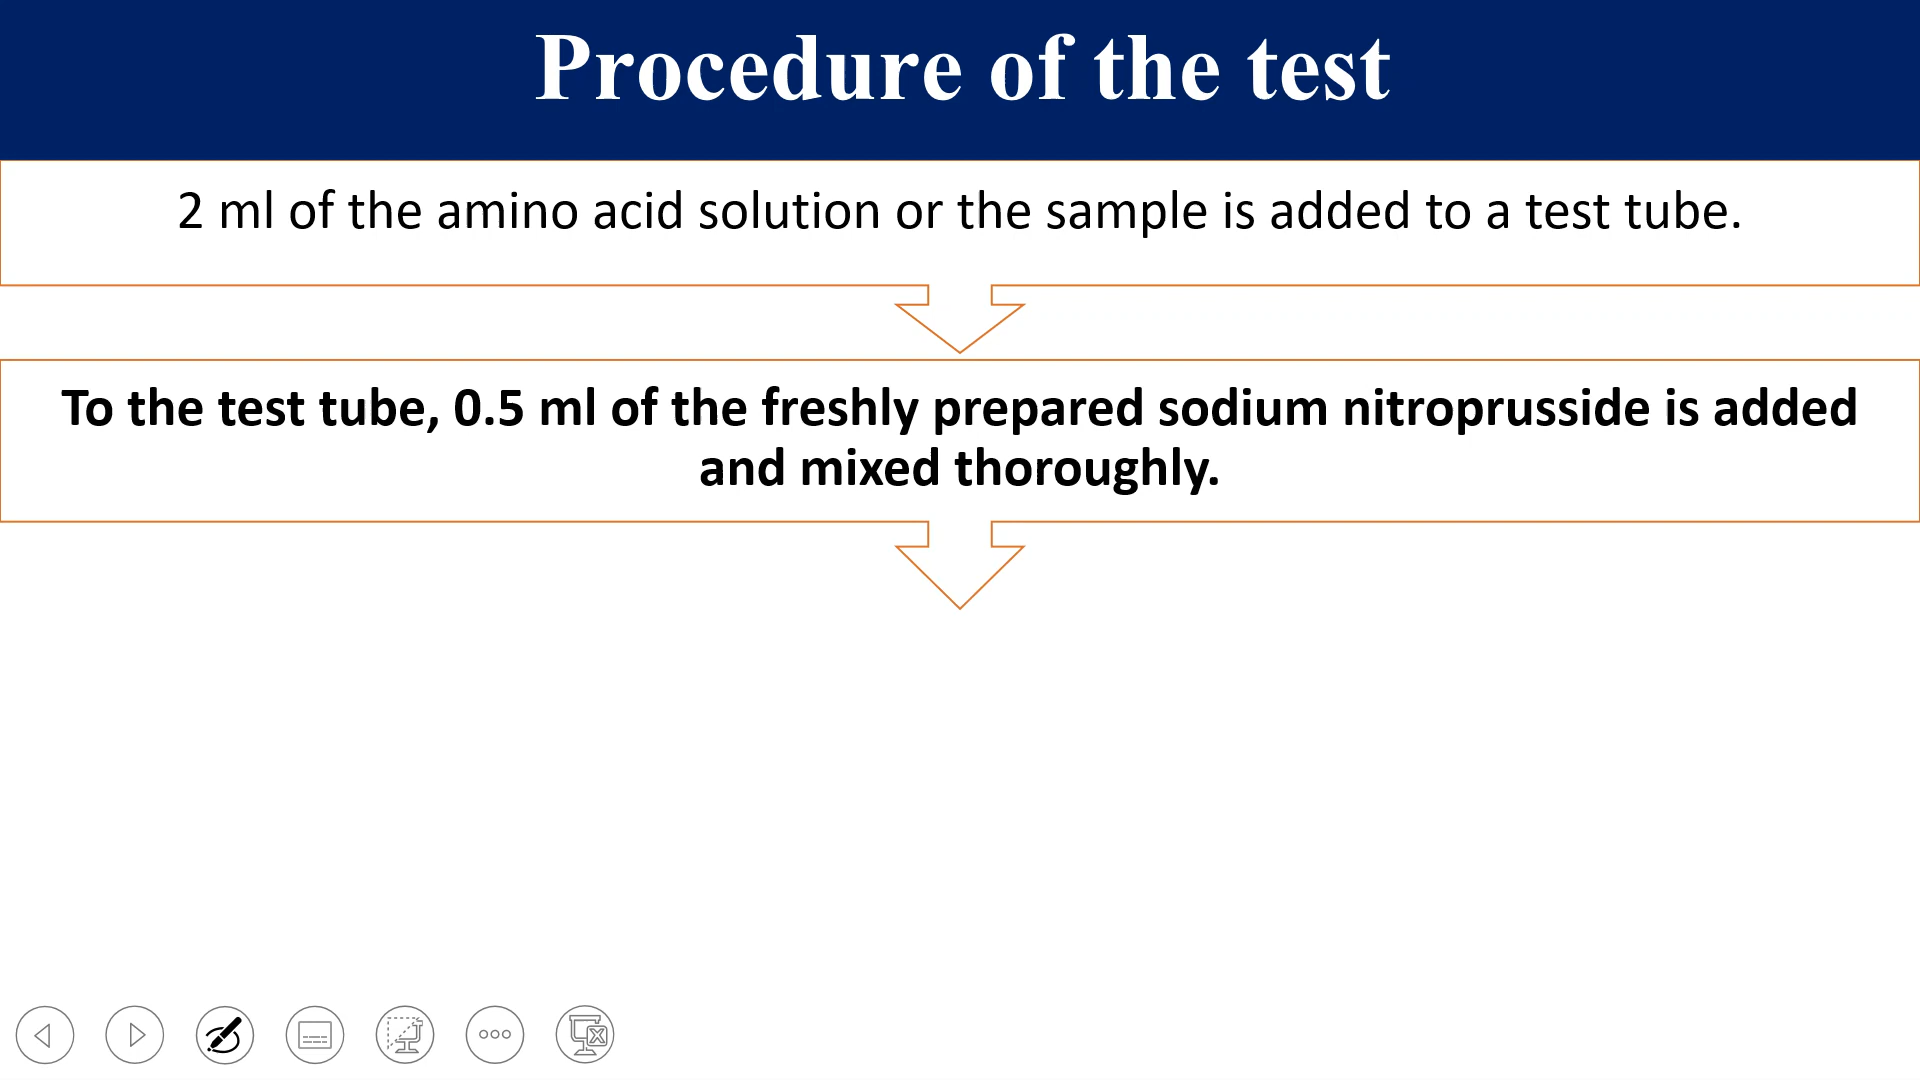 Procedure of the test
2 ml of the amino acid solution or the sample is added to a test tube.
To the test tube, 0.5 ml of the freshly prepared sodium nitroprusside is added
and mixed thoroughly.